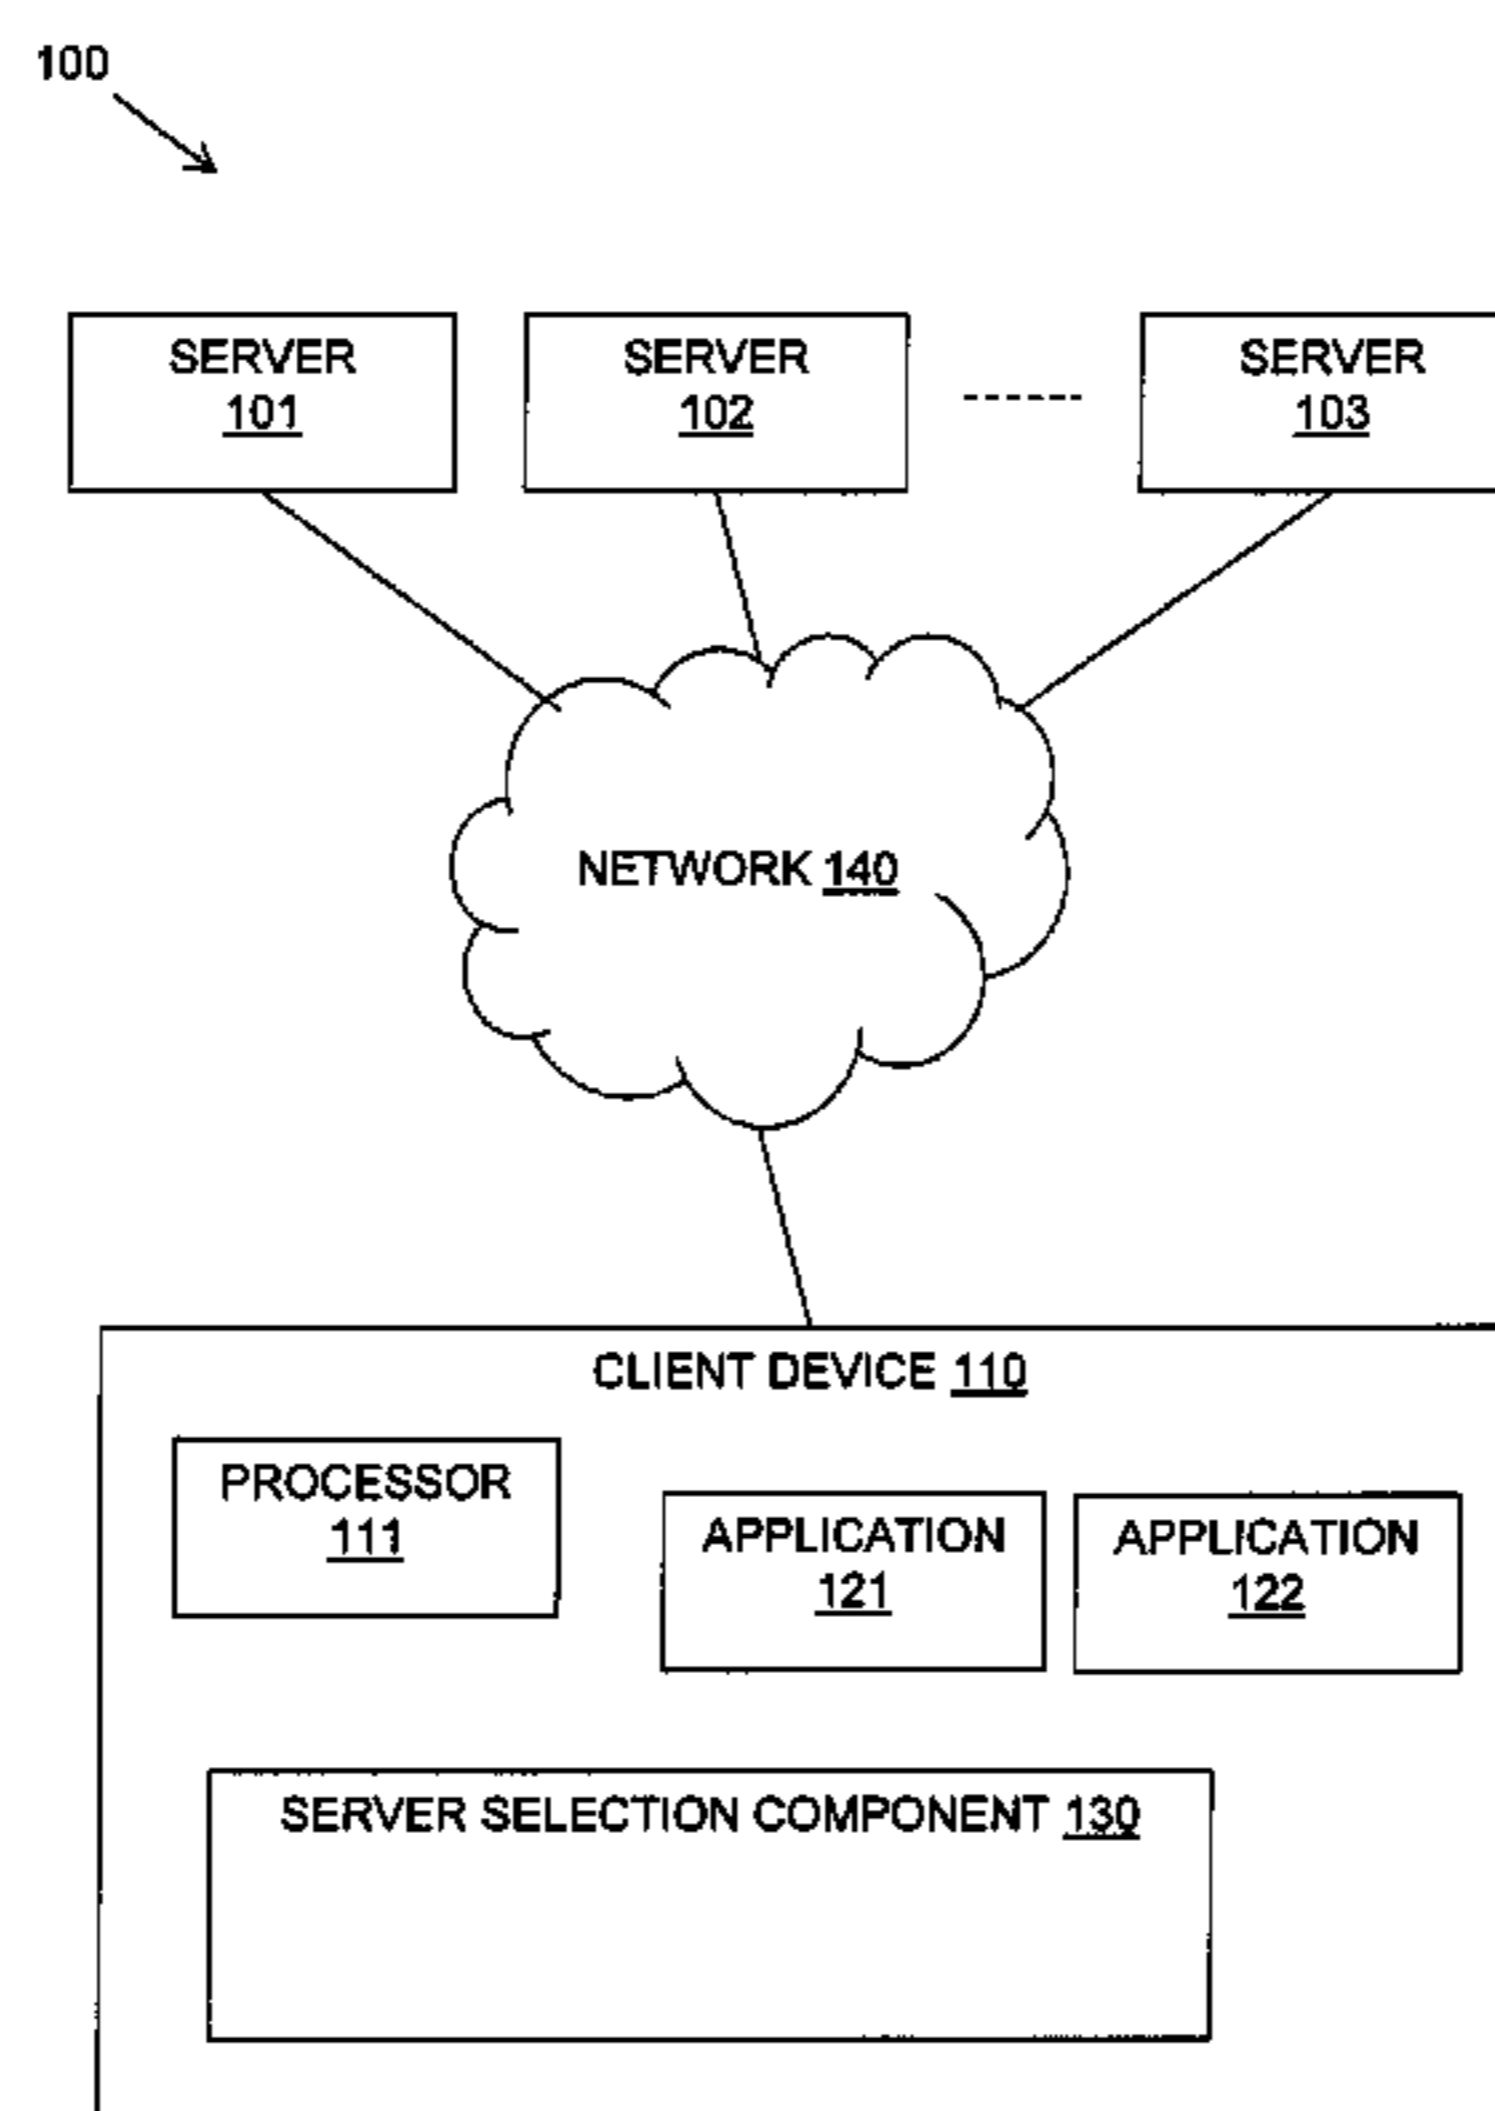 100
SERVER
101
SERVER
102
SERVER
103
NETWORK 140
CLIENT DEVICE 110
PROCESSOR
111
APPLICATION
121
APPLICATION
122
SERVER SELECTION COMPONENT 130